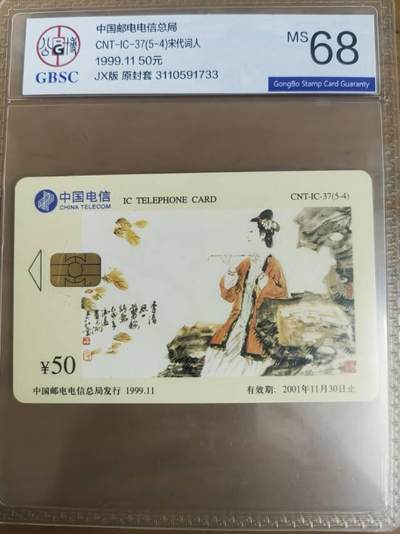 中国邮电电信总局
CNT-IC-37(5-4)宋代词人
1999.11 50元
JX版 原封套 3110591733
GBSC
MS 68
GongBo Stamp Card Guaranty
中国电信
CHINA TELECOM
IC TELEPHONE CARD
CNT-IC-37(5-4)
¥50
中国邮电电信总局发行 1999.11
有效期: 2001年11月30日止